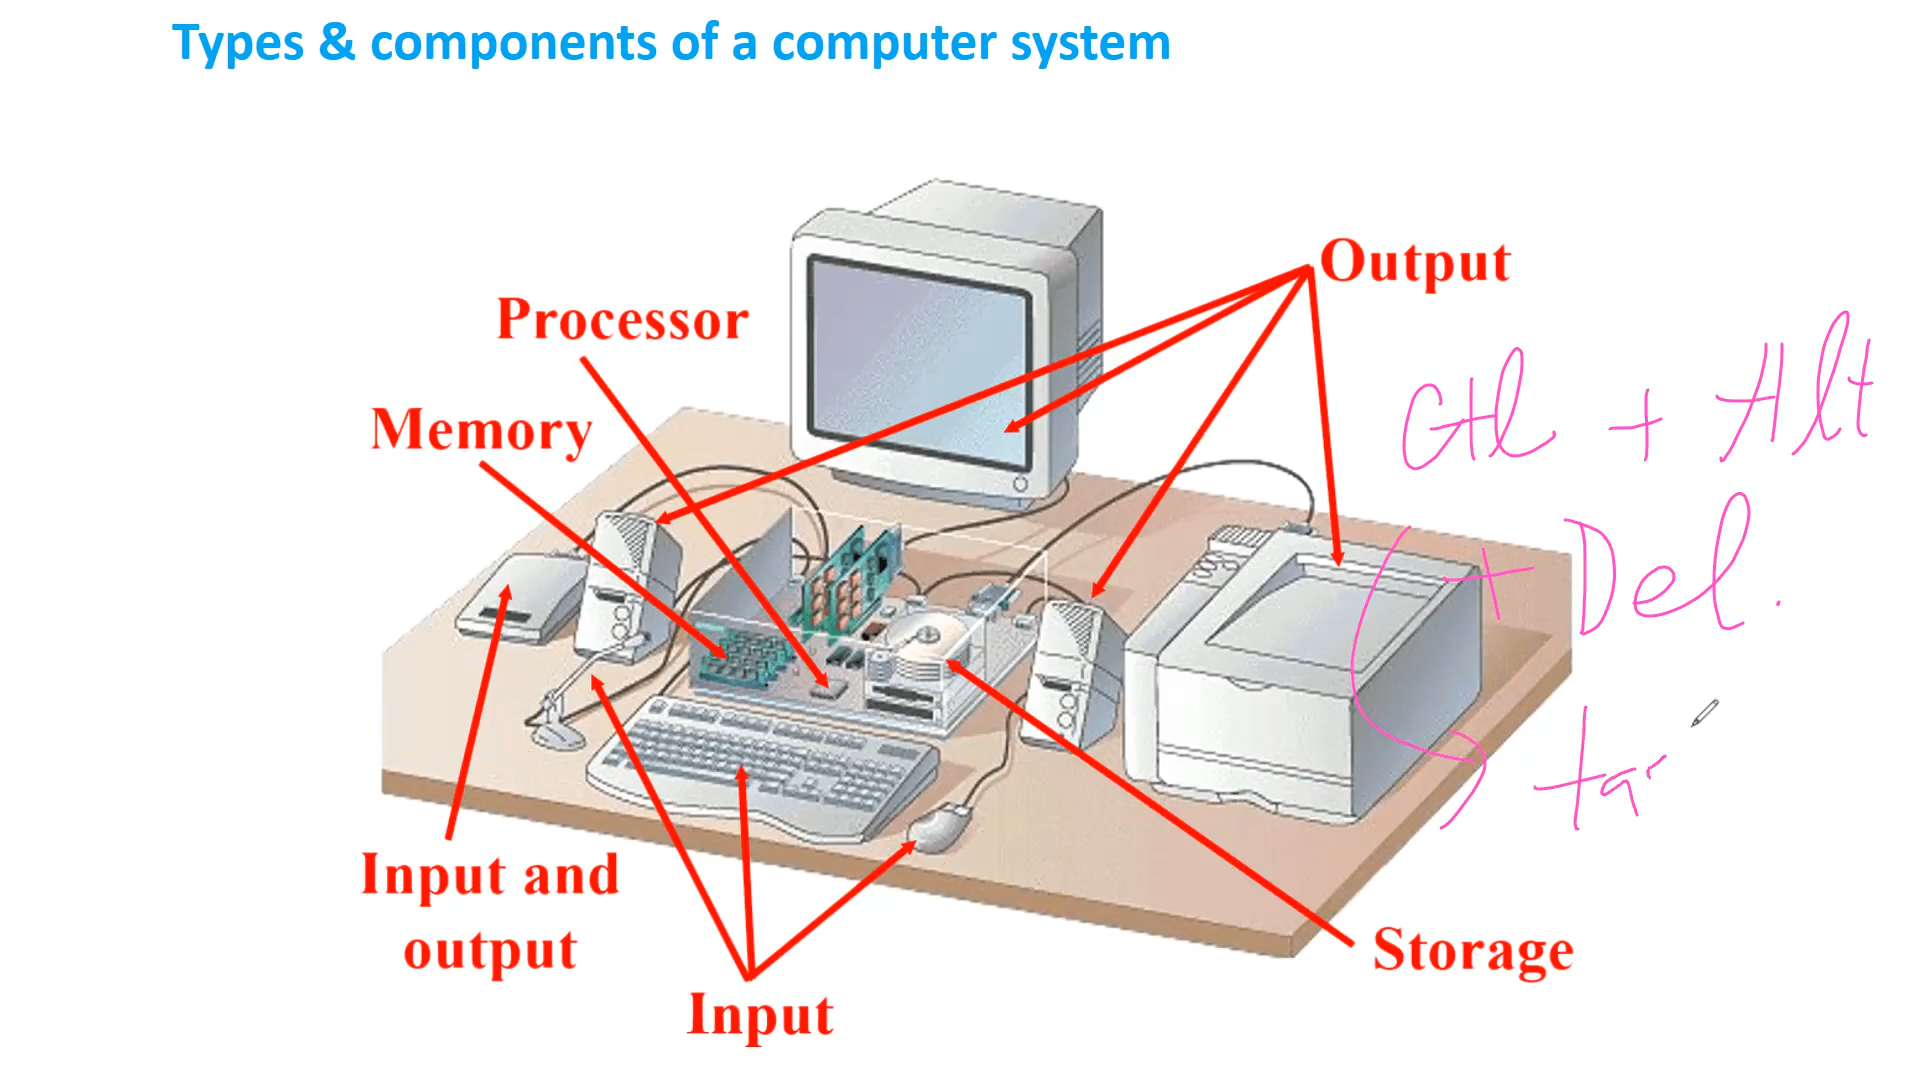 Types & components of a computer system
Output
Processor
Memory
Ctl + Alt
+ Del.
Input and
output
Storage
Input